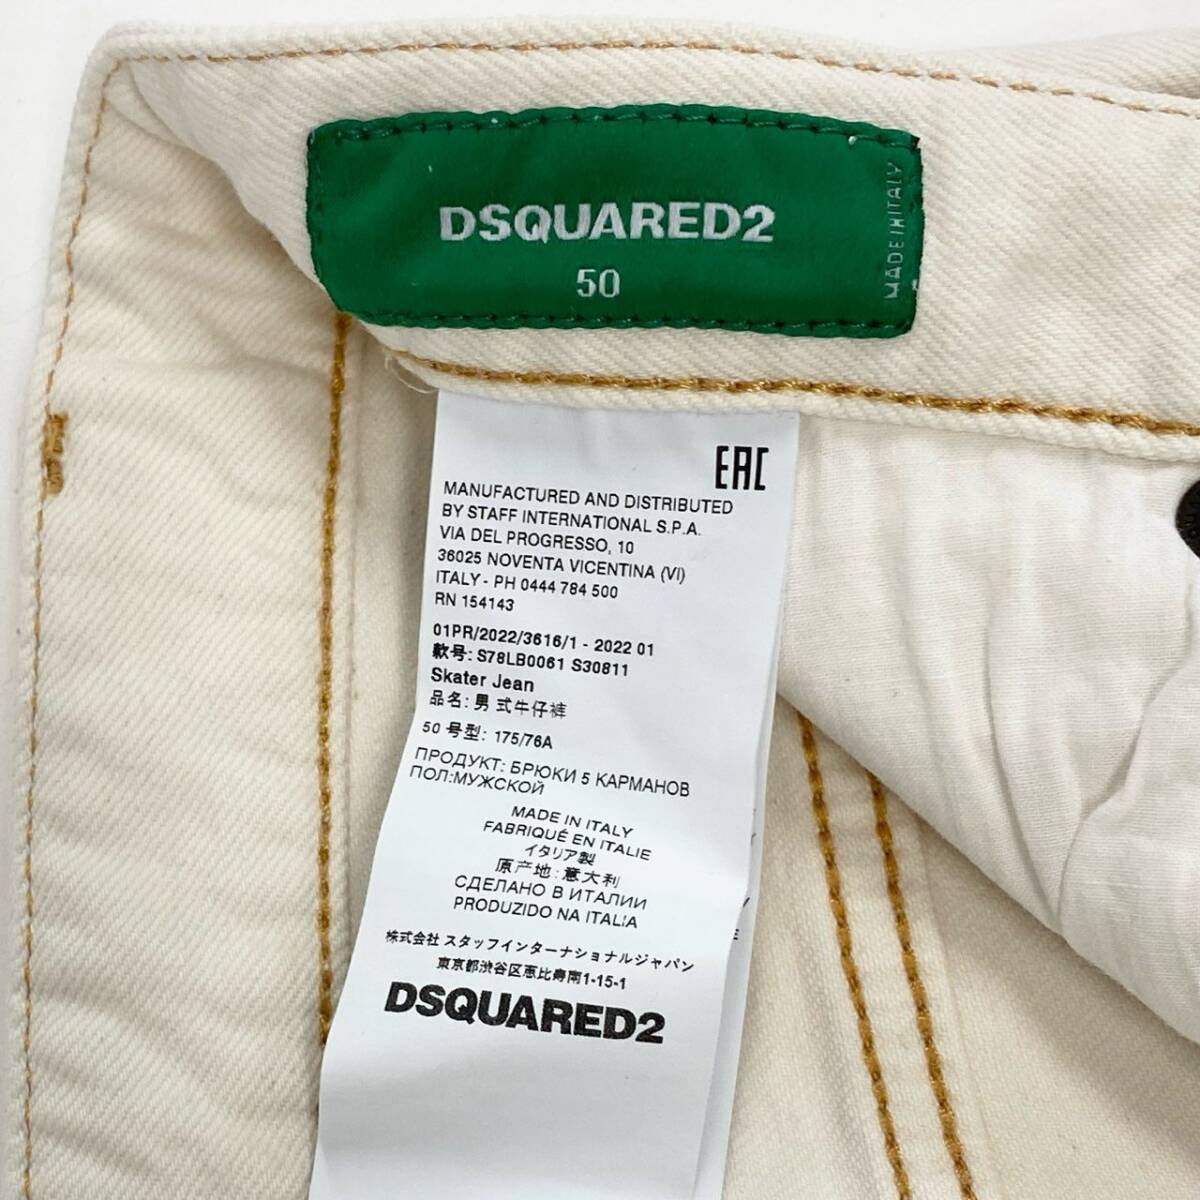 DSQUARED2
50
MADE IN ITALY
EAC
MANUFACTURED AND DISTRIBUTED
BY STAFF INTERNATIONAL S.P.A.
VIA DEL PROGRESSO, 10
36025 NOVENTA VICENTINA (VI)
ITALY - PH 0444 784 500
RN 154143
01PR/2022/3616/1 - 2022 01
款号: S78LB0061 S30811
Skater Jean
品名: 男式牛仔裤
50 号型: 175/76A
ПРОДУКТ: БРЮКИ 5 КАРМАНОВ
ПОЛ:МУЖСКОЙ
MADE IN ITALY
FABRIQUÉ EN ITALIE
イタリア製
原产地: 意大利
СДЕЛАНО В ИТАЛИИ
PRODUZIDO NA ITALIA
株式会社 スタッフインターナショナルジャパン
東京都渋谷区恵比寿南1-15-1
DSQUARED2